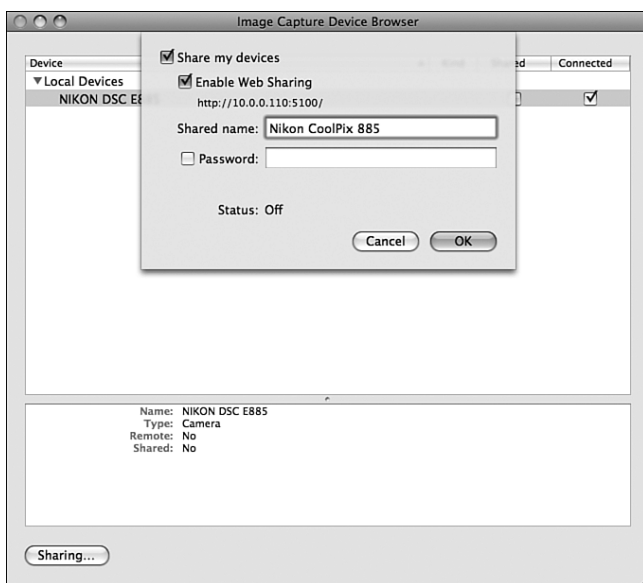 Image Capture Device Browser
Device
Connected
Local Devices
NIKON DSC
Share my devices
Enable Web Sharing
http://10.0.0.110:5100/
Shared name: Nikon CoolPix 885
Password:
Status: Off
Cancel OK
Name: NIKON DSC E885
Type: Camera
Remote: No
Shared: No
Sharing...